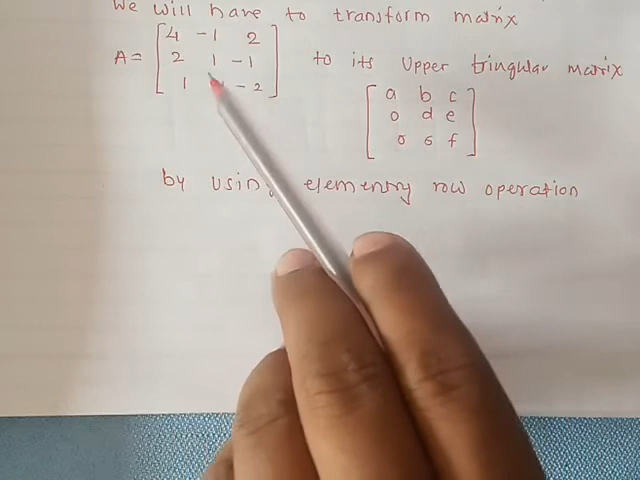 We will have to transform matrix
A= [4 -1 2
2 1 -1
1 -2] to its Upper tringular matrix
[a b c
0 d e
0 0 f]
by using elementry row operation